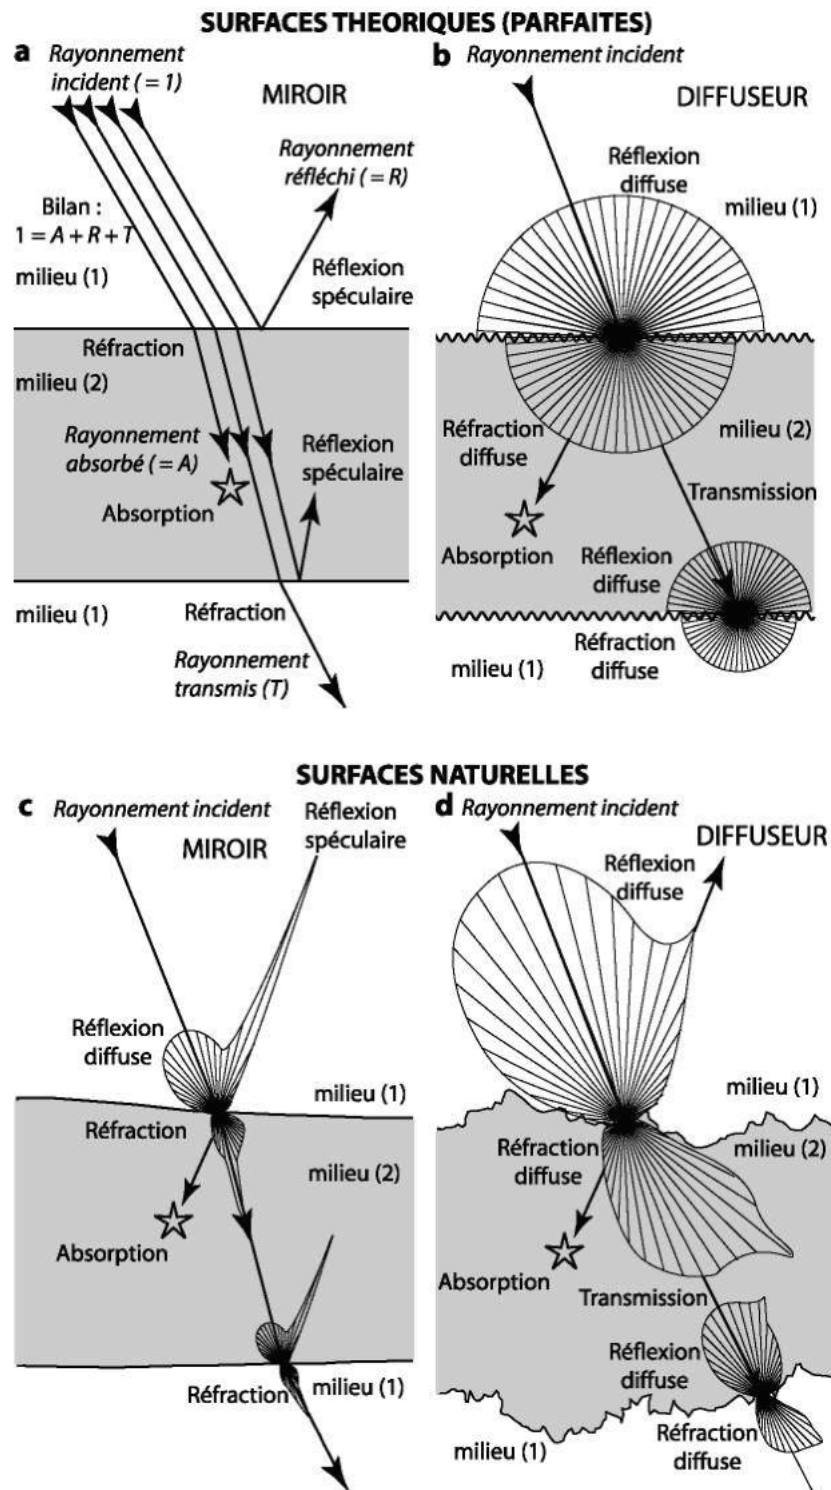 SURFACES THEORIQUES (PARFAITES)
a
Rayonnement
incident (= 1)
MIROIR
Rayonnement
réfléchi (= R)
Bilan :
1 = A + R + T
milieu (1)
Réflexion
spéculaire
Réfraction
milieu (2)
Rayonnement
absorbé (= A)
Réflexion
spéculaire
Absorption
milieu (1)
Réfraction
Rayonnement
transmis (T)
b
Rayonnement incident
DIFFUSEUR
Réflexion
diffuse
milieu (1)
Réfraction
diffuse
milieu (2)
Transmission
Absorption
Réflexion
diffuse
Réfraction
diffuse
milieu (1)
SURFACES NATURELLES
c
Rayonnement incident
Réflexion
spéculaire
MIROIR
Réflexion
diffuse
milieu (1)
Réfraction
milieu (2)
Absorption
Réfraction
milieu (1)
d
Rayonnement incident
DIFFUSEUR
Réflexion
diffuse
milieu (1)
Réfraction
diffuse
milieu (2)
Absorption
Transmission
Réflexion
diffuse
Réfraction
diffuse
milieu (1)